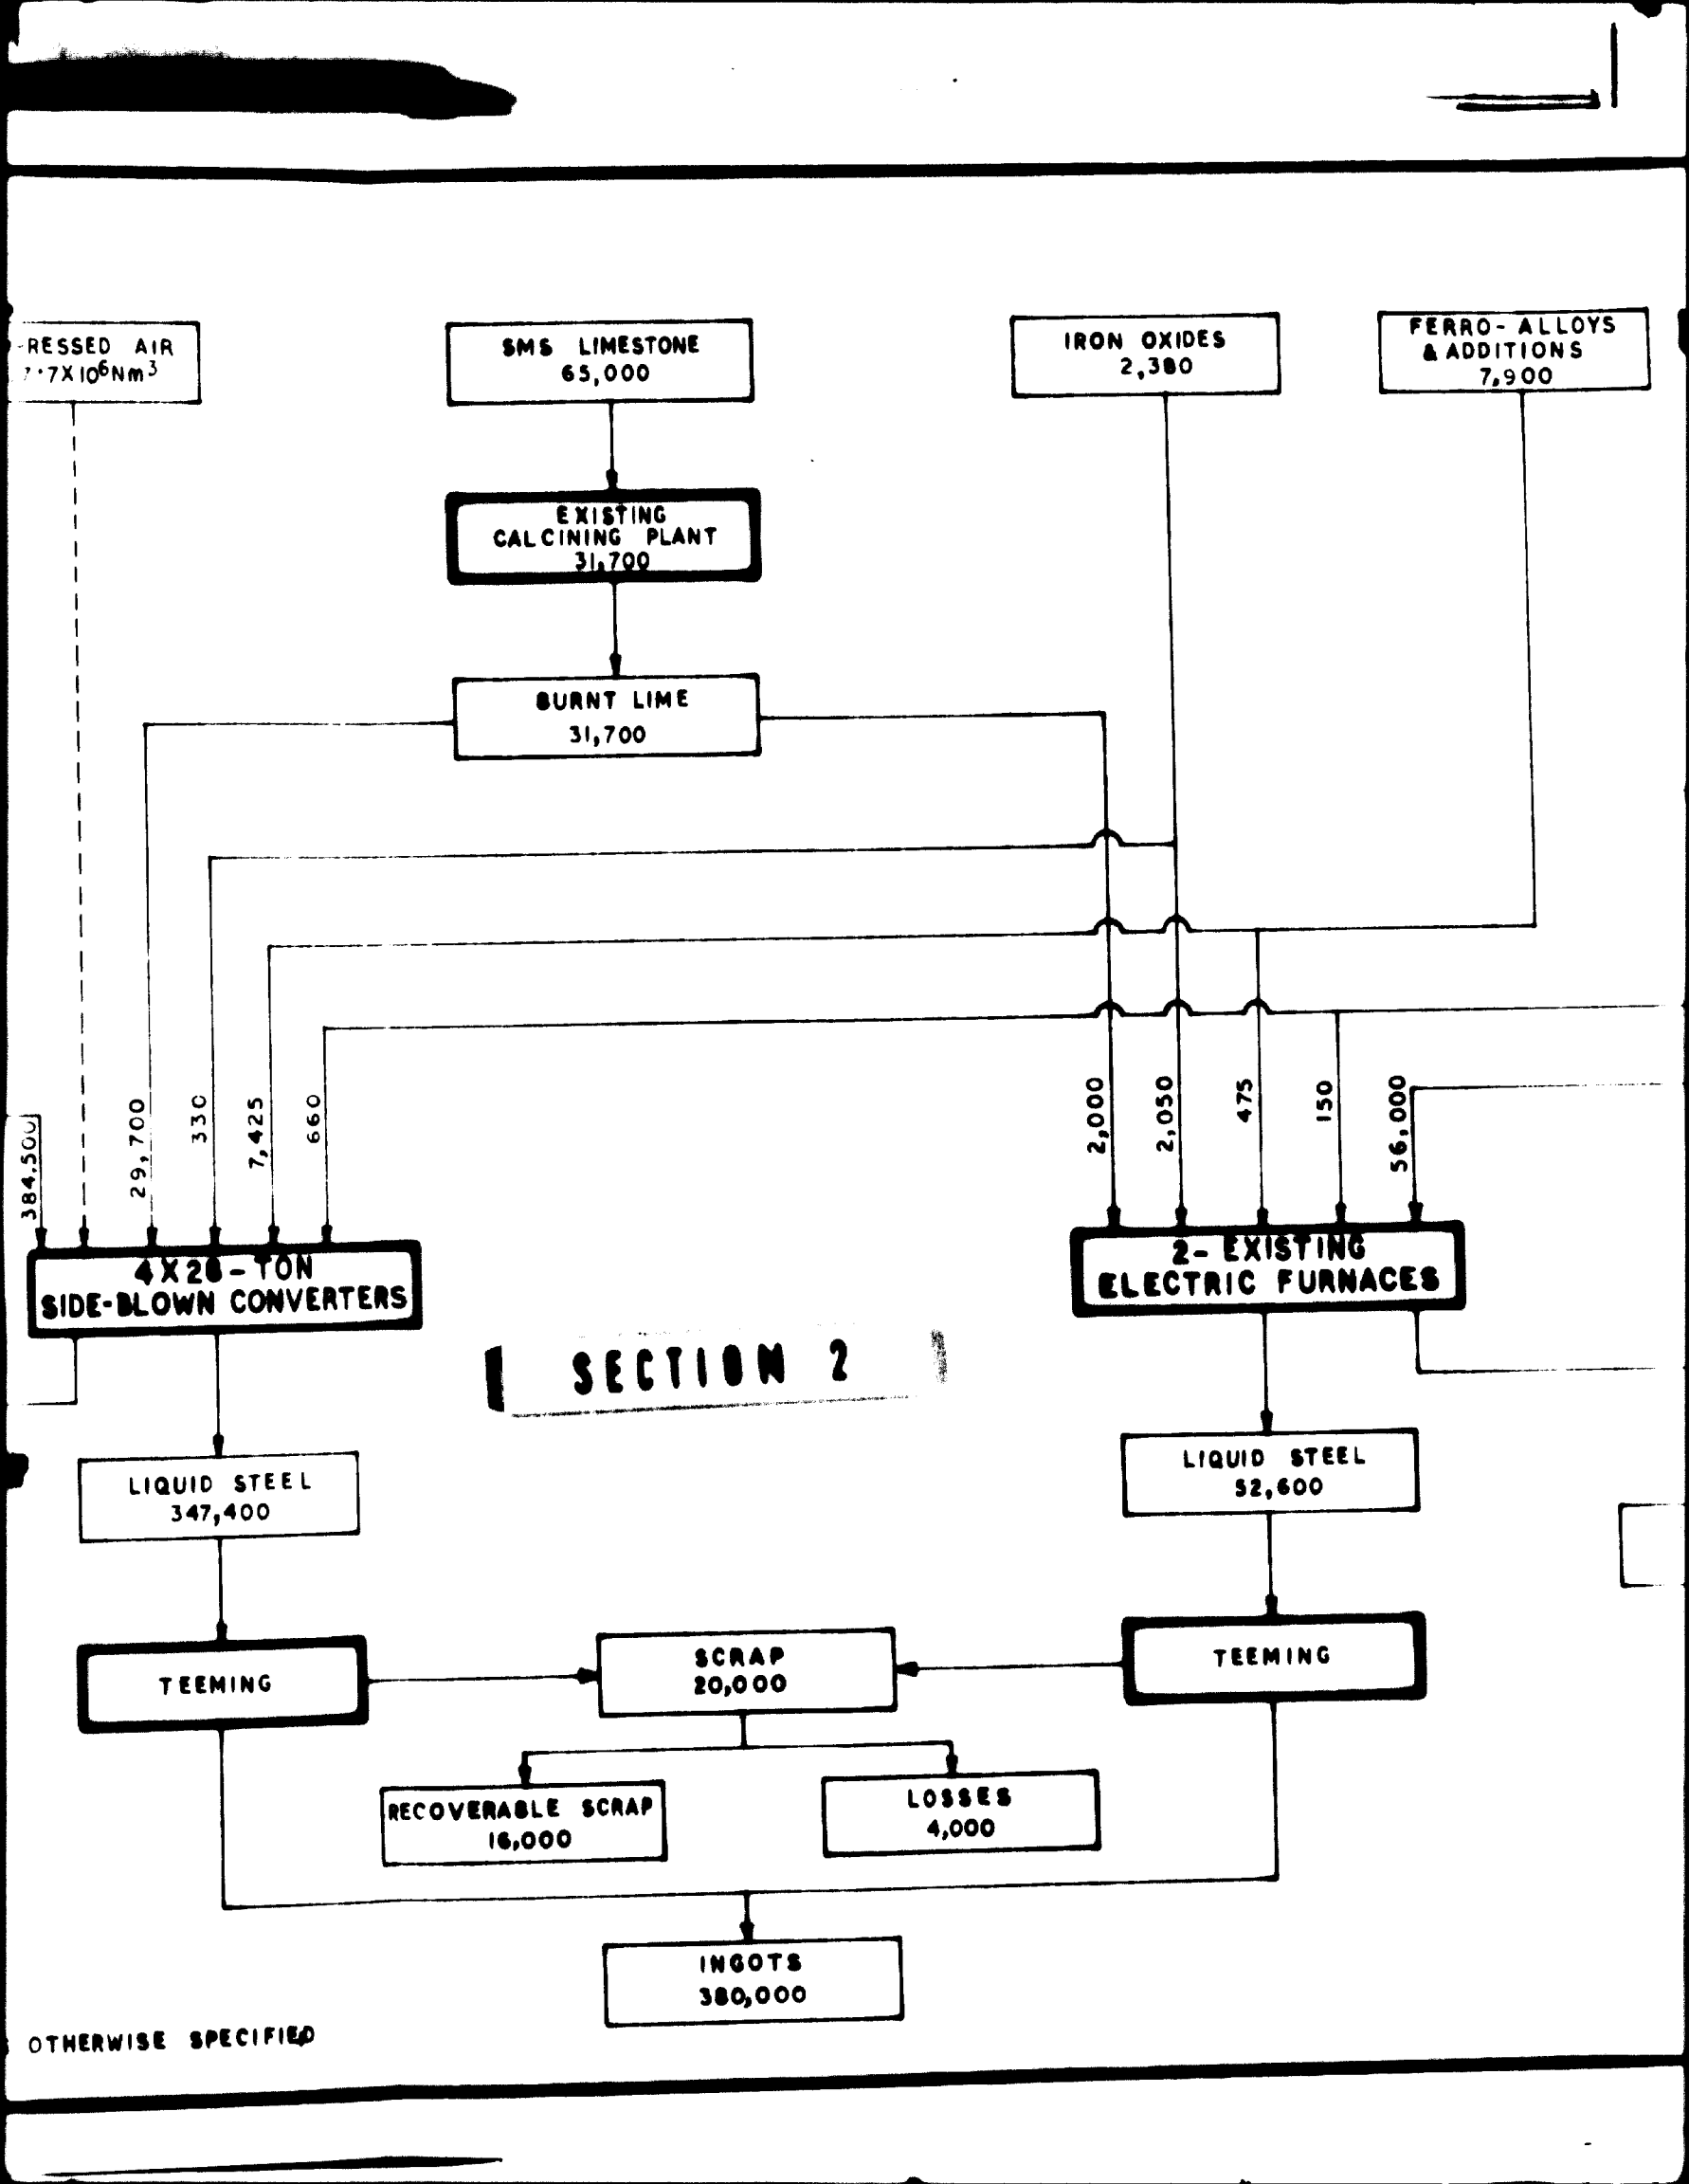 RESSED AIR
7·7X10⁶Nm³
SMS LIMESTONE
65,000
IRON OXIDES
2,380
FERRO-ALLOYS
& ADDITIONS
7,900
EXISTING
CALCINING PLANT
31,700
BURNT LIME
31,700
384,500
29,700
330
7,425
660
2,000
2,050
475
150
56,000
SIDE-BLOWN CONVERTERS
2-EXISTING
ELECTRIC FURNACES
SECTION 2
LIQUID STEEL
347,400
LIQUID STEEL
52,600
TEEMING
SCRAP
20,000
TEEMING
RECOVERABLE SCRAP
16,000
LOSSES
4,000
INGOTS
380,000
OTHERWISE SPECIFIED